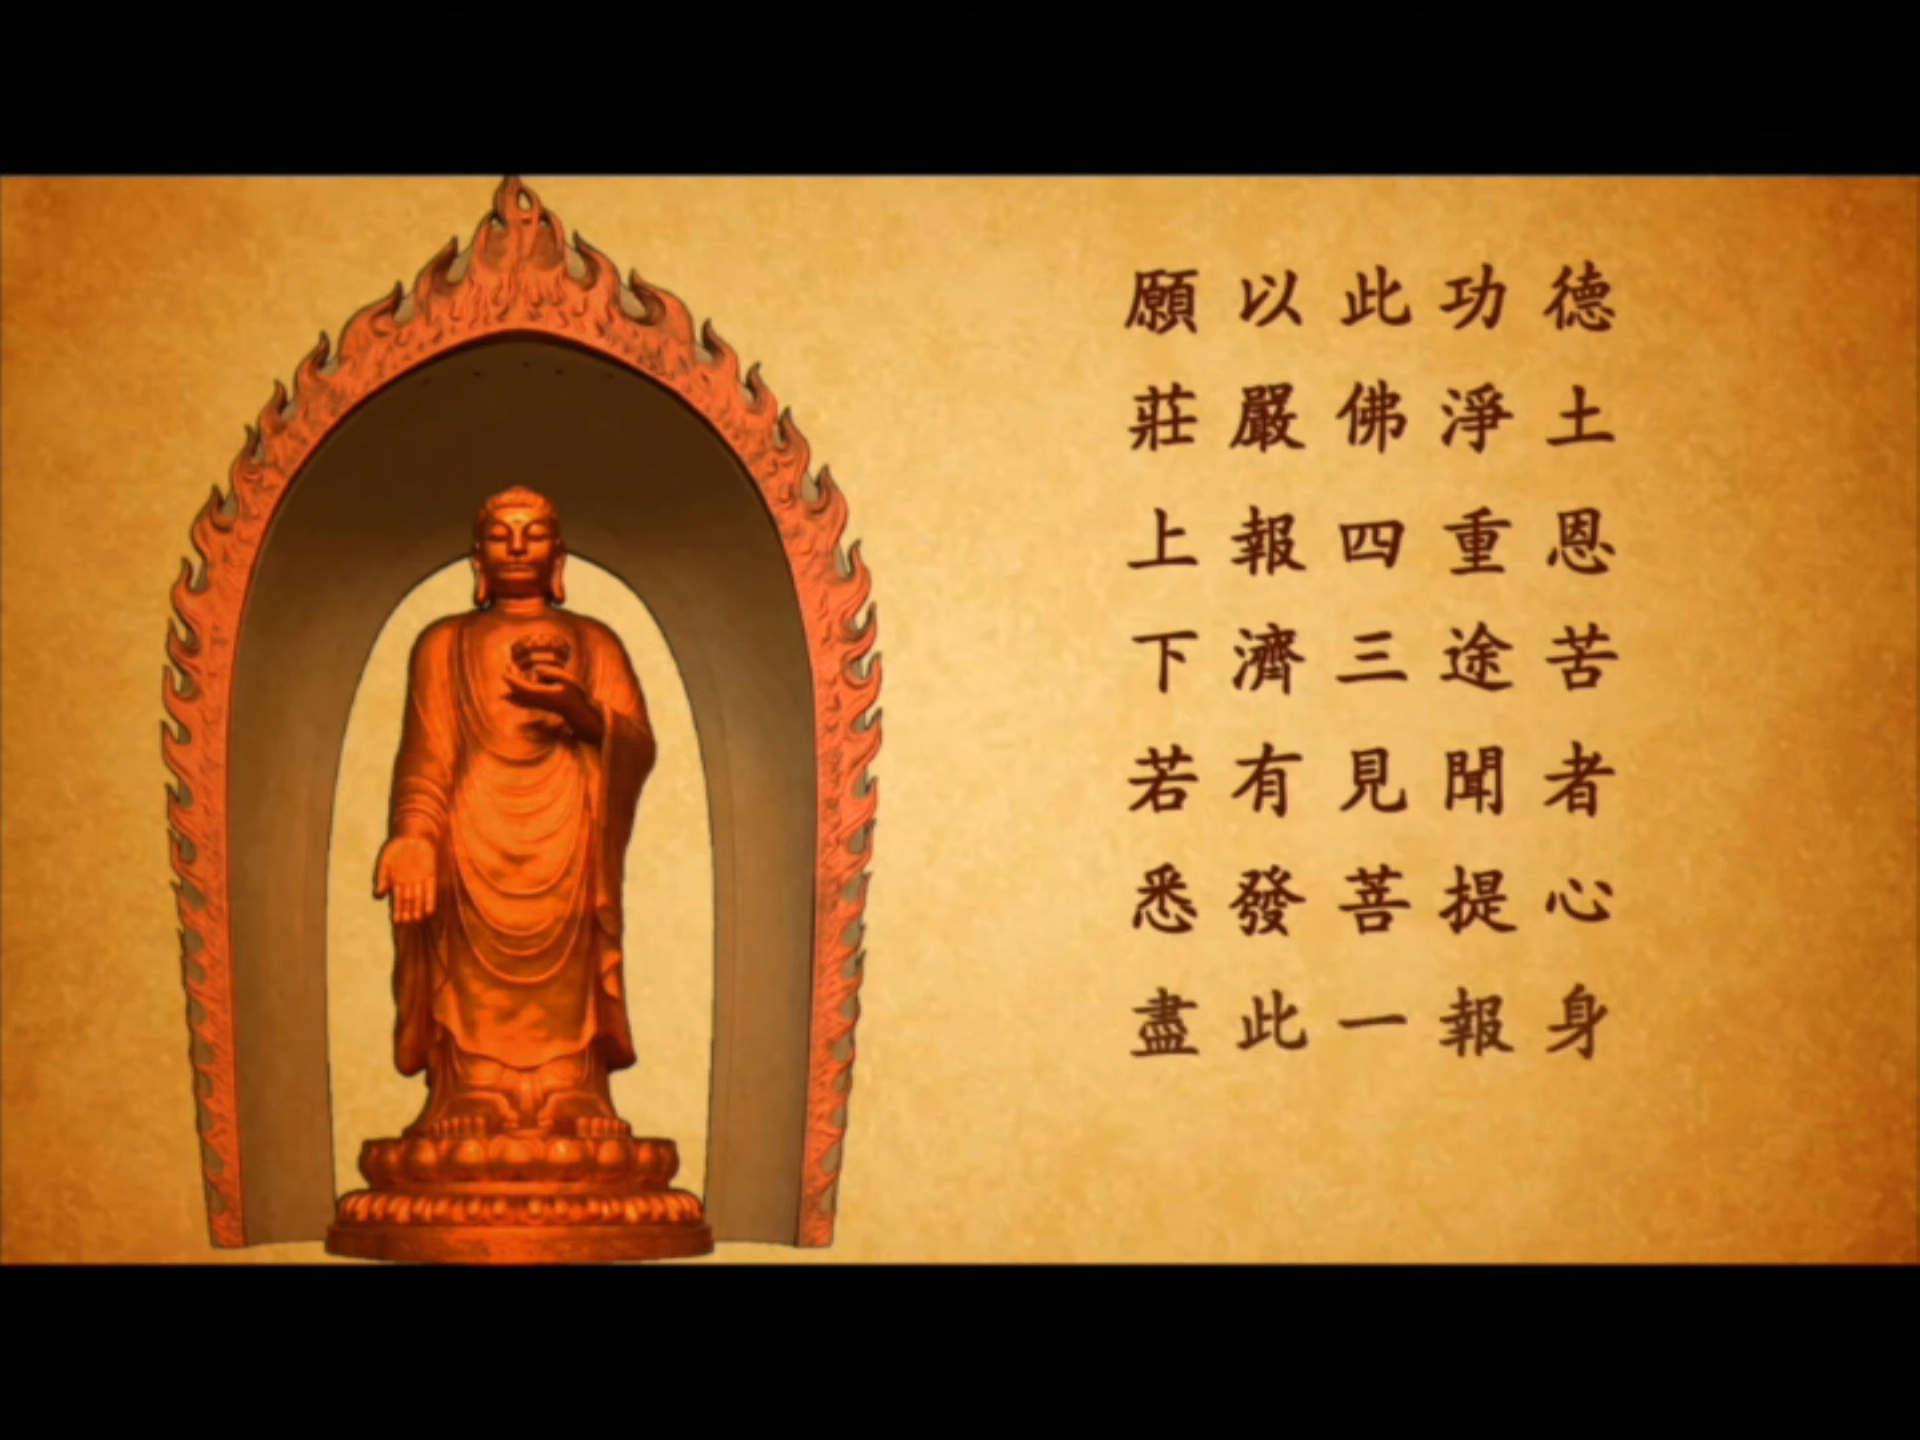 願以此功德
莊嚴佛淨土
上報四重恩
下濟三途苦
若有見聞者
悉發菩提心
盡此一報身